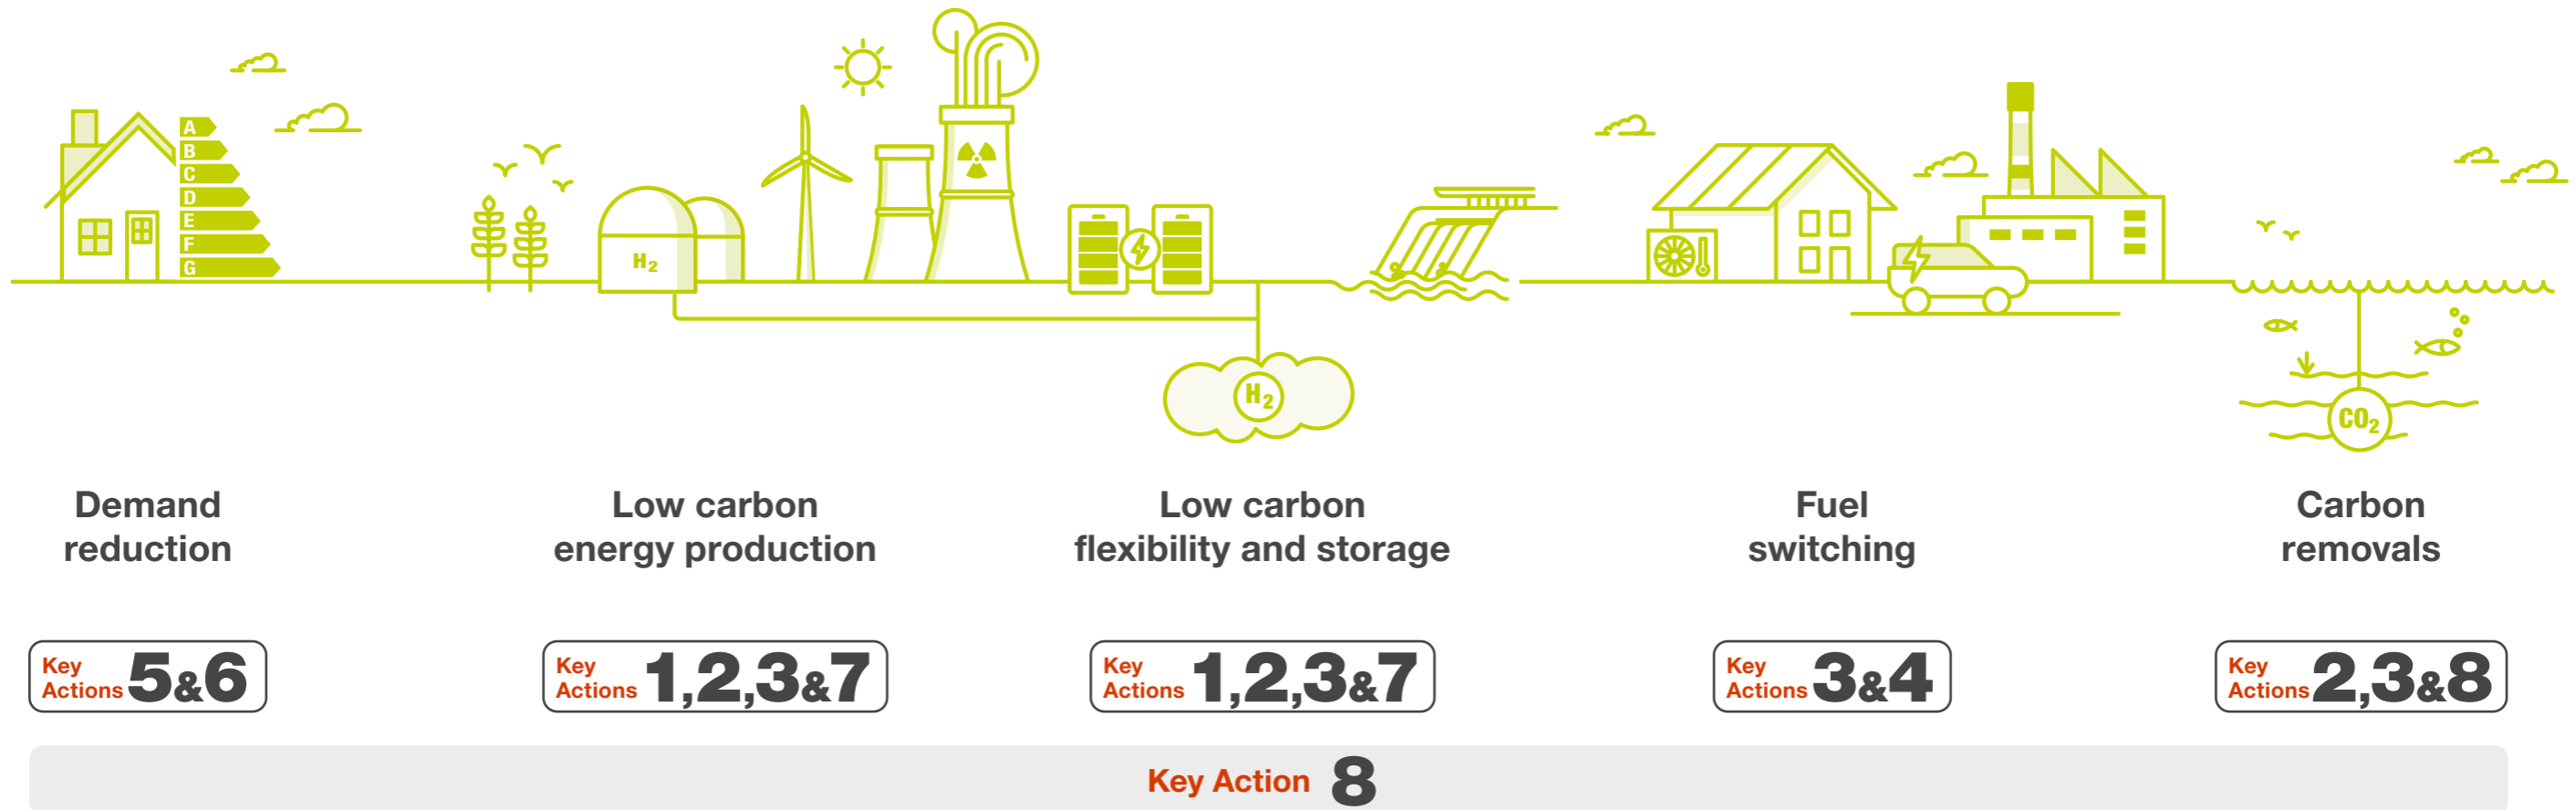 A
B
C
D
E
F
G
H₂
H₂
CO₂
Demand
reduction
Low carbon
energy production
Low carbon
flexibility and storage
Fuel
switching
Carbon
removals
Key
Actions 5&6
Key
Actions 1,2,3&7
Key
Actions 1,2,3&7
Key
Actions 3&4
Key
Actions 2,3&8
Key Action 8